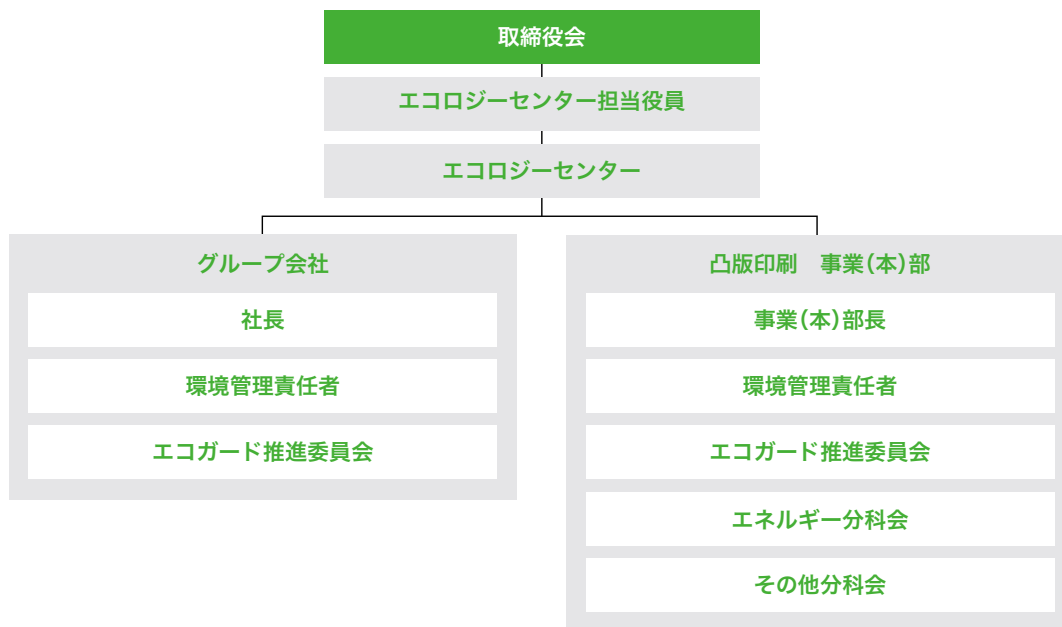 取締役会
エコロジーセンター担当役員
エコロジーセンター
グループ会社
社長
環境管理責任者
エコガード推進委員会
凸版印刷　事業(本)部
事業(本)部長
環境管理責任者
エコガード推進委員会
エネルギー分科会
その他分科会